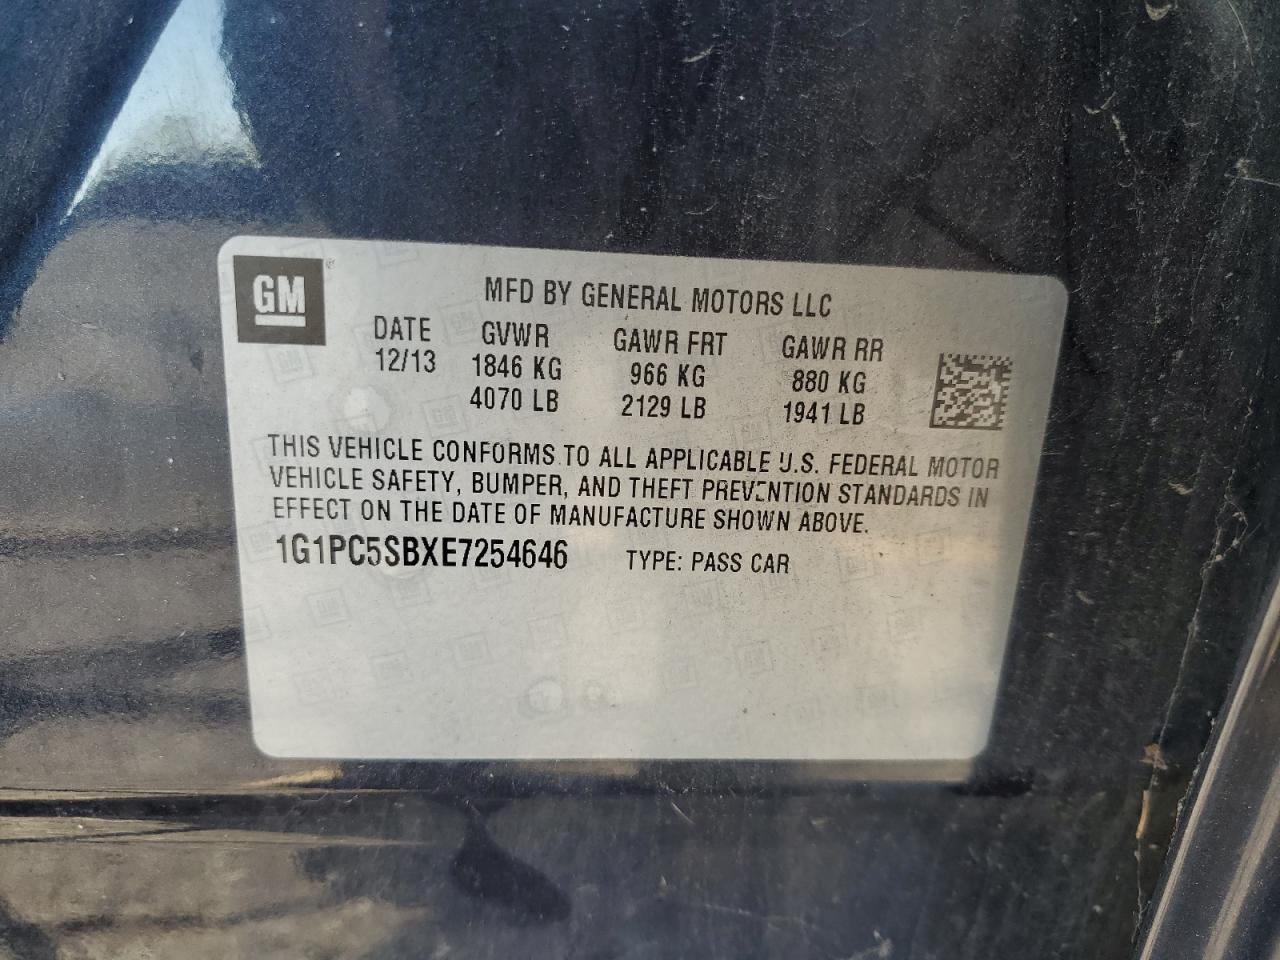 GM
MFD BY GENERAL MOTORS LLC
DATE GVWR GAWR FRT GAWR RR
12/13 1846 KG 966 KG 880 KG
4070 LB 2129 LB 1941 LB
THIS VEHICLE CONFORMS TO ALL APPLICABLE U.S. FEDERAL MOTOR
VEHICLE SAFETY, BUMPER, AND THEFT PREVENTION STANDARDS IN
EFFECT ON THE DATE OF MANUFACTURE SHOWN ABOVE.
1G1PC5SBXE7254646 TYPE: PASS CAR